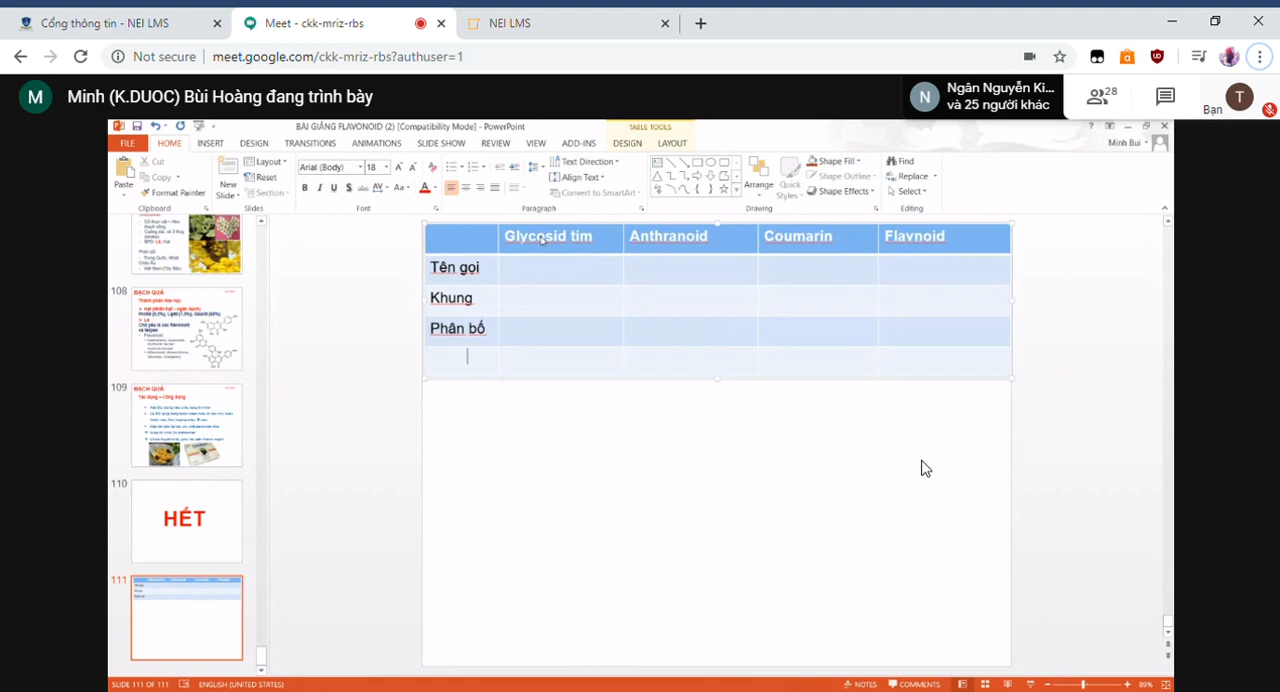 Cổng thông tin - NEI LMS
Meet - ckk-mriz-rbs
NEI LMS
Not secure
meet.google.com/ckk-mriz-rbs?authuser=1
M
Minh (K.DUOC) Bùi Hoàng đang trình bày
N
Ngân Nguyễn Ki...
và 25 người khác
28
Bạn
T
BÀI GIẢNG FLAVONOID (2) [Compatibility Mode] - PowerPoint
TABLE TOOLS
FILE
HOME
INSERT
DESIGN
TRANSITIONS
ANIMATIONS
SLIDE SHOW
REVIEW
VIEW
ADD-INS
DESIGN
LAYOUT
Minh Bui
Paste
Cut
Copy
Format Painter
Clipboard
New
Slide
Layout
Reset
Section
Slides
Arial (Body)
18
Font
Text Direction
Align Text
Convert to SmartArt
Paragraph
Arrange
Quick
Styles
Shape Fill
Shape Outline
Shape Effects
Drawing
Find
Replace
Select
Editing
108
BẠCH QUẢ
109
BẠCH QUẢ
Tác dụng – Công dụng
110
HẾT
111
Glycosid tim
Anthranoid
Coumarin
Flavnoid
Tên gọi
Khung
Phân bố
SLIDE 111 OF 111
ENGLISH (UNITED STATES)
NOTES
COMMENTS
89%